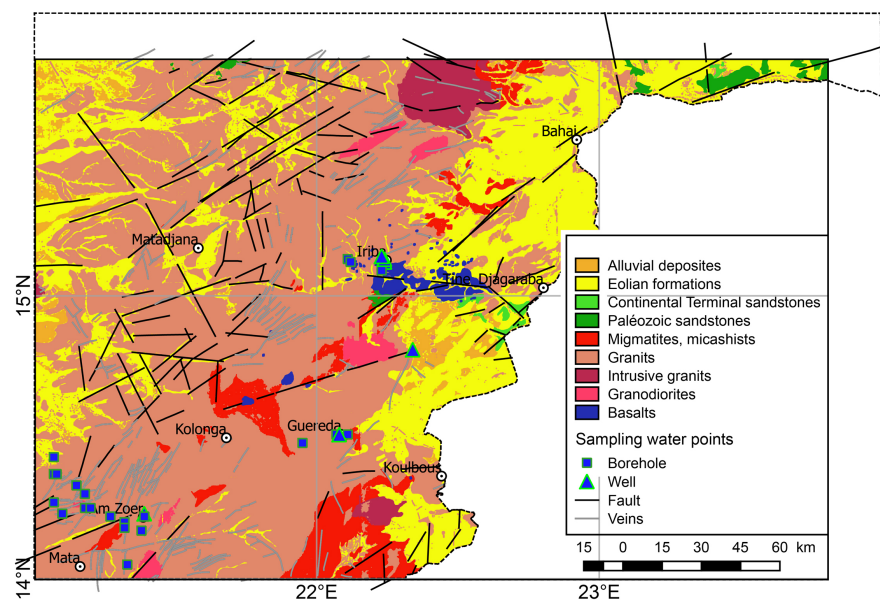 Bahai
Matadjana
Iriba
Tine Djagaraba
15°N
Alluvial deposites
Eolian formations
Continental Terminal sandstones
Paléozoic sandstones
Migmatites, micashists
Granits
Intrusive granits
Granodiorites
Basalts
Sampling water points
Borehole
Well
Fault
Veins
15 0 15 30 45 60 km
Kolonga
Guereda
Koulbous
Am Zoer
Mata
14°N
22°E
23°E